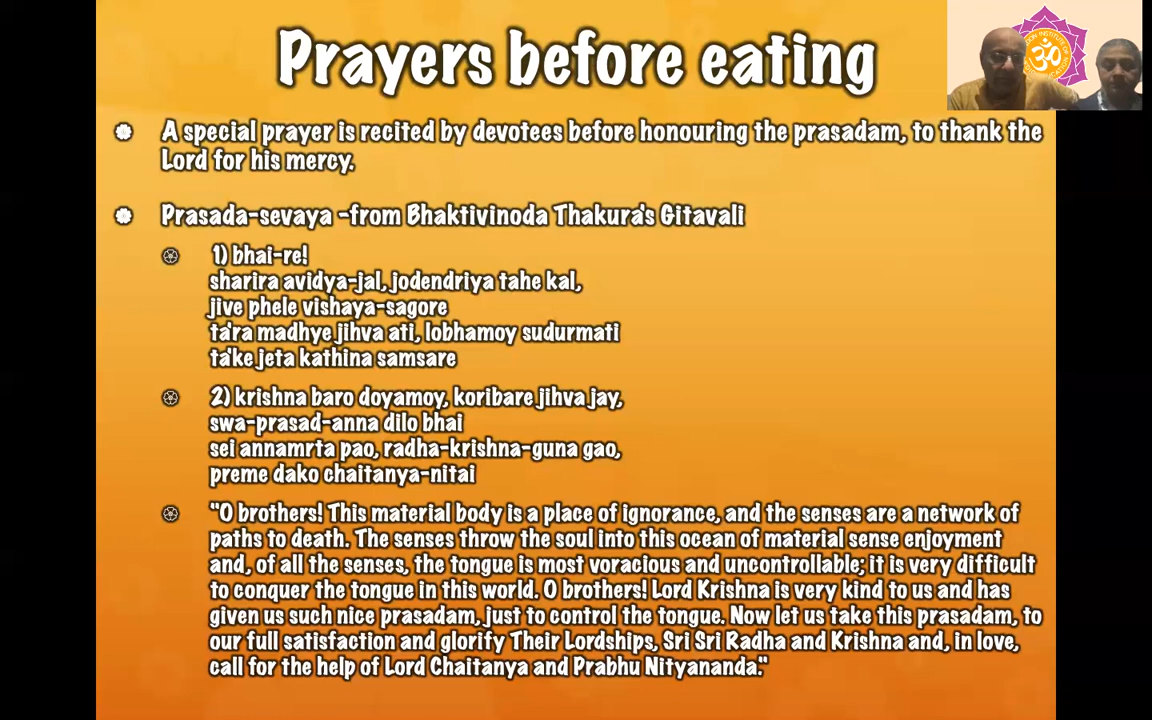 Prayers before eating
A special prayer is recited by devotees before honouring the prasadam, to thank the
Lord for his mercy.
Prasada-sevaya -from Bhaktivinoda Thakura's Gitavali
1) bhai-re!
sharira avidya-jal, jodendriya tahe kal,
jive phele vishaya-sagore
ta'ra madhye jihva ati, lobhamoy sudurmati
ta'ke jeta kathina samsare
2) krishna baro doyamoy, koribare jihva jay,
swa-prasad-anna dilo bhai
sei annamrta pao, radha-krishna-guna gao,
preme dako chaitanya-nitai
"O brothers! This material body is a place of ignorance, and the senses are a network of
paths to death. The senses throw the soul into this ocean of material sense enjoyment
and, of all the senses, the tongue is most voracious and uncontrollable; it is very difficult
to conquer the tongue in this world. O brothers! Lord Krishna is very kind to us and has
given us such nice prasadam, just to control the tongue. Now let us take this prasadam, to
our full satisfaction and glorify Their Lordships, Sri Sri Radha and Krishna and, in love,
call for the help of Lord Chaitanya and Prabhu Nityananda."
ॐ